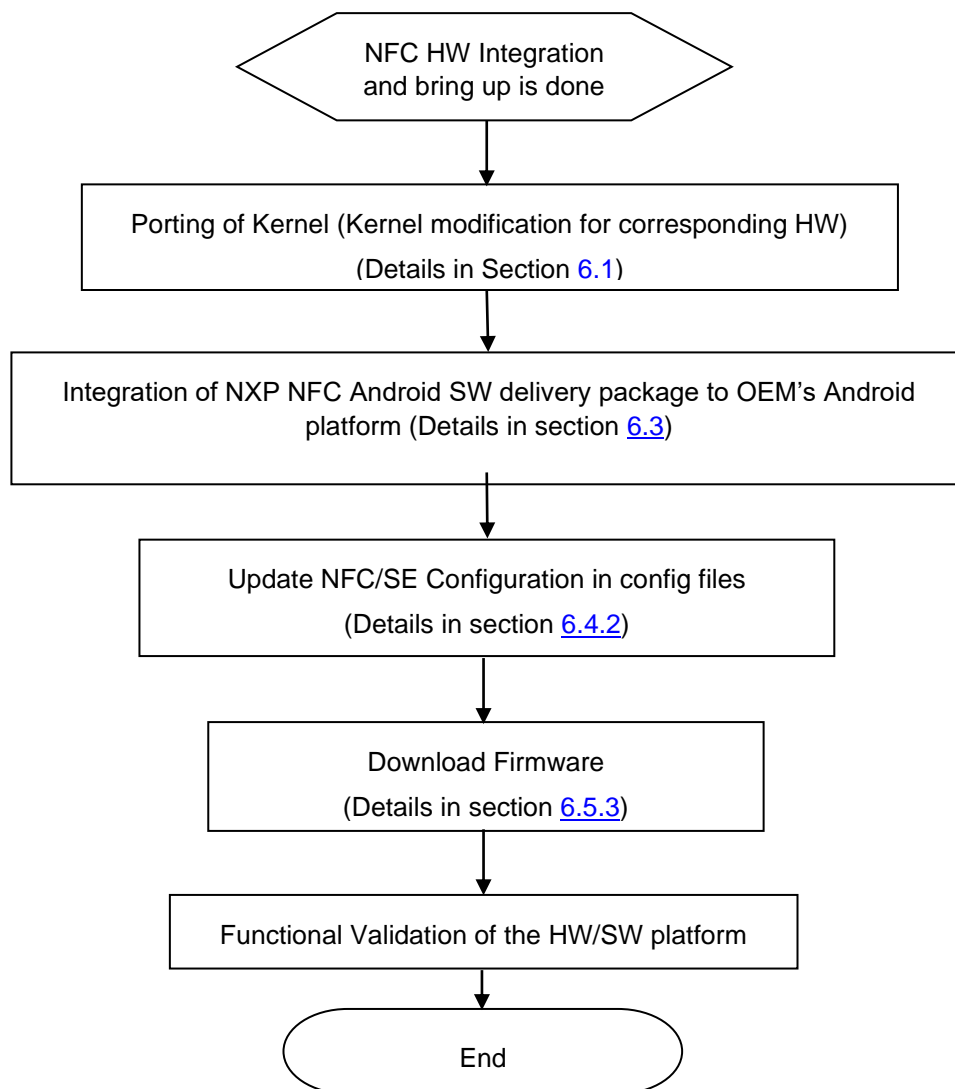 NFC HW Integration
and bring up is done
Porting of Kernel (Kernel modification for corresponding HW)
(Details in Section 6.1)
Integration of NXP NFC Android SW delivery package to OEM's Android
platform (Details in section 6.3)
Update NFC/SE Configuration in config files
(Details in section 6.4.2)
Download Firmware
(Details in section 6.5.3)
Functional Validation of the HW/SW platform
End